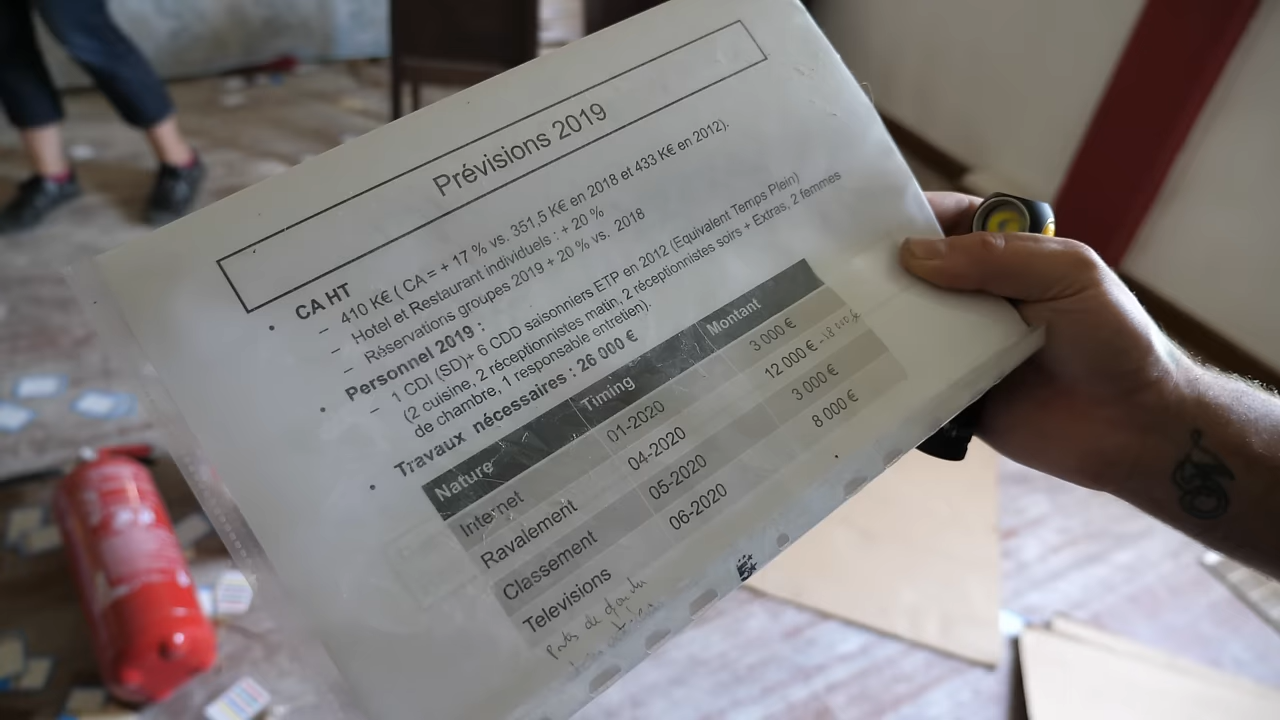 Prévisions 2019
• CA HT
– 410 K€ ( CA = + 17 % vs. 351,5 K€ en 2018 et 433 K€ en 2012).
– Hotel et Restaurant individuels : + 20 %
– Réservations groupes 2019 + 20 % vs. 2018
• Personnel 2019 :
– 1 CDI (SD)+ 6 CDD saisonniers ETP en 2012 (Equivalent Temps Plein)
(2 cuisine, 2 réceptionnistes matin, 2 réceptionnistes soirs + Extras, 2 femmes
de chambre, 1 responsable entretien).
• Travaux nécessaires : 26 000 €
Nature Timing Montant
Internet 01-2020 3 000 €
Ravalement 04-2020 12 000 €
Classement 05-2020 3 000 €
Televisions 06-2020 8 000 €